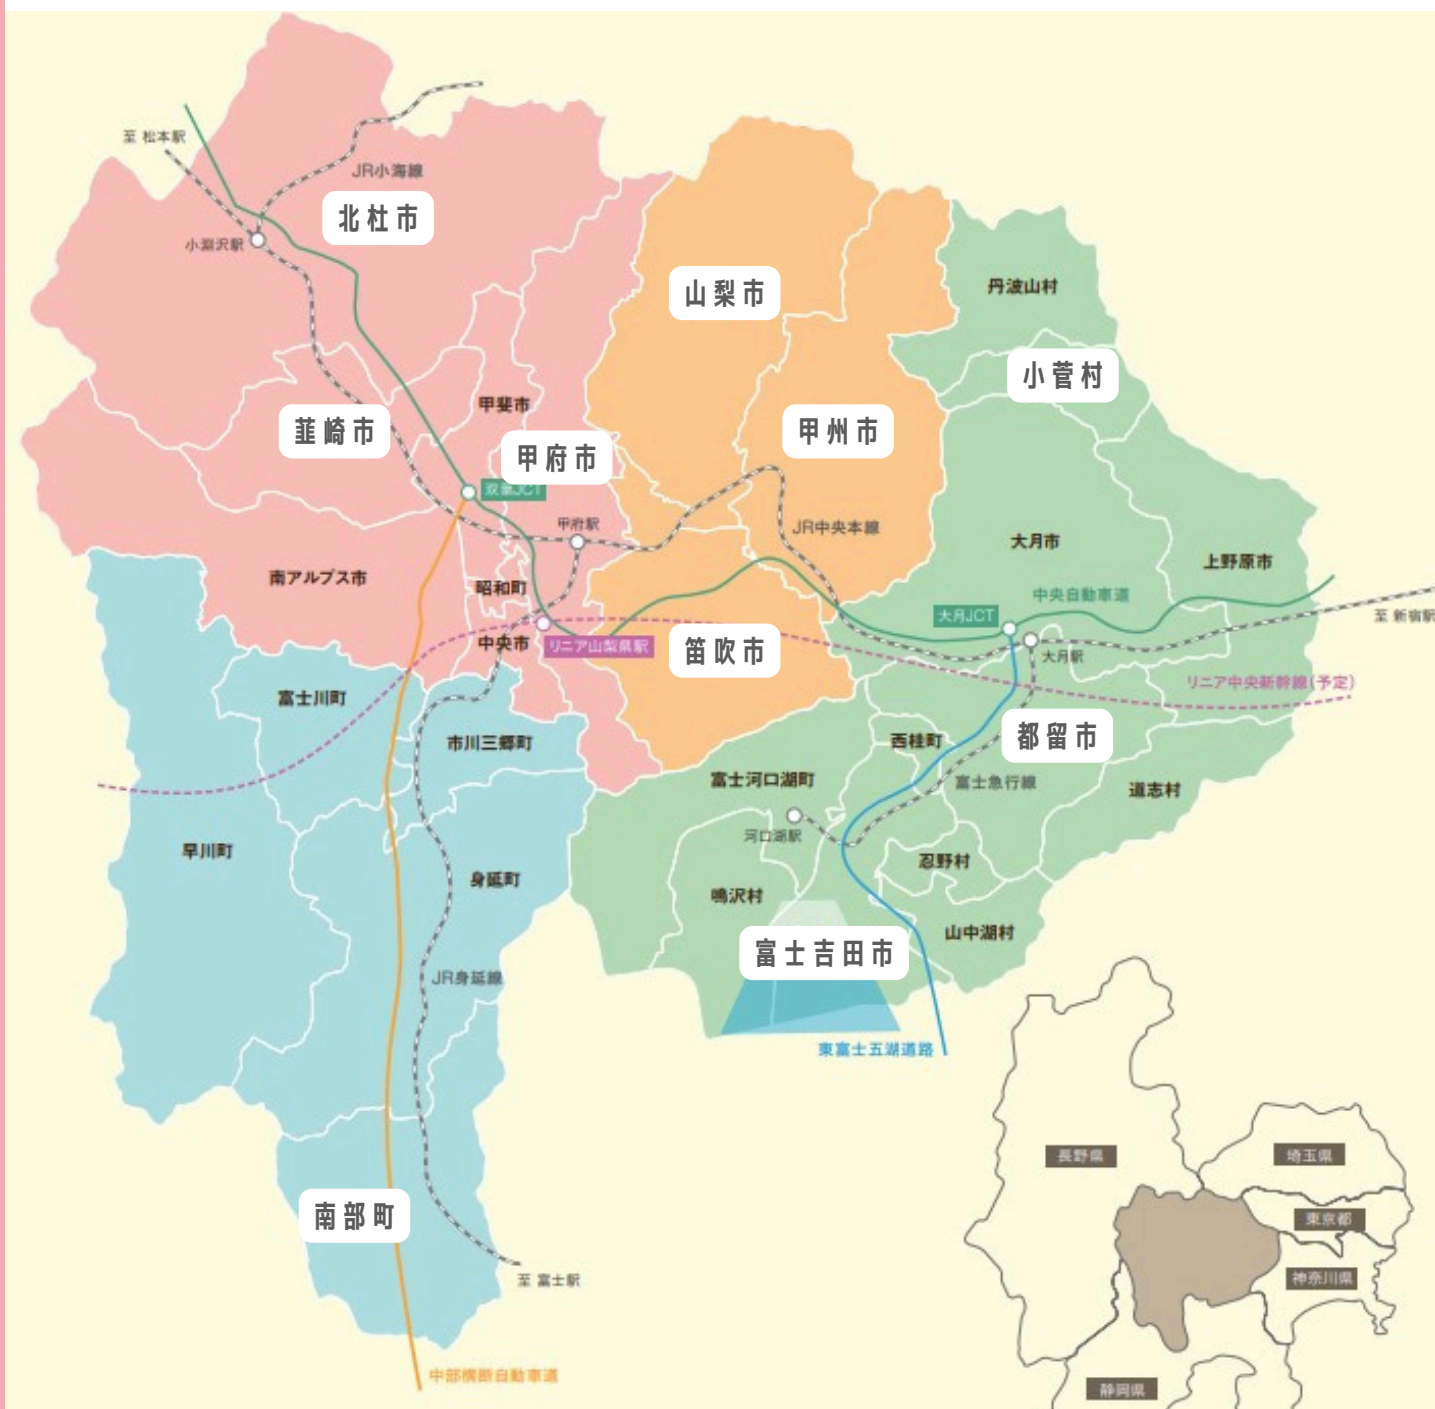 至 松本駅
JR小海線
北杜市
小淵沢駅
山梨市
丹波山村
小菅村
甲斐市
韮崎市
甲府市
甲州市
双葉JCT
甲府駅
JR中央本線
大月市
上野原市
南アルプス市
昭和町
中央自動車道
大月JCT
至 新宿駅
中央市
リニア山梨県駅
笛吹市
大月駅
リニア中央新幹線(予定)
富士川町
市川三郷町
西桂町
都留市
富士河口湖町
富士急行線
道志村
河口湖駅
早川町
身延町
忍野村
鳴沢村
山中湖村
富士吉田市
JR身延線
東富士五湖道路
長野県
埼玉県
南部町
東京都
至 富士駅
神奈川県
中部横断自動車道
静岡県